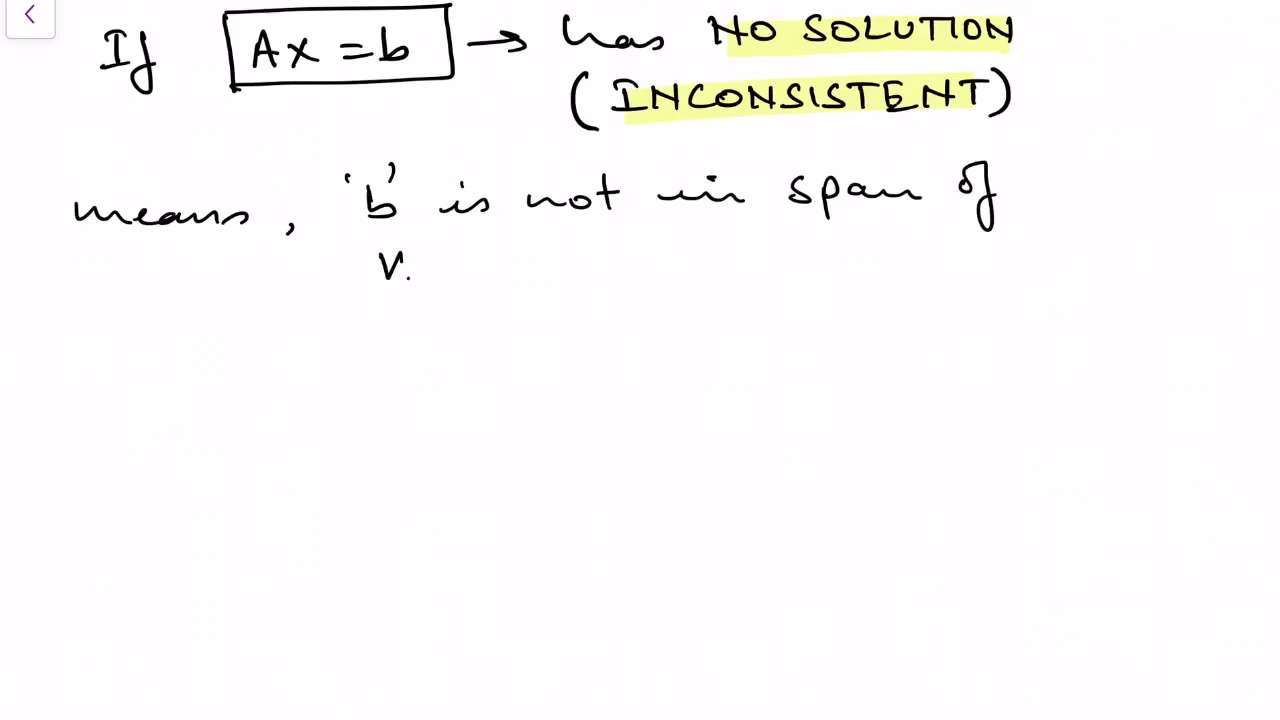 If Ax = b → has NO SOLUTION
(INCONSISTENT)
means, 'b' is not in span of
v.